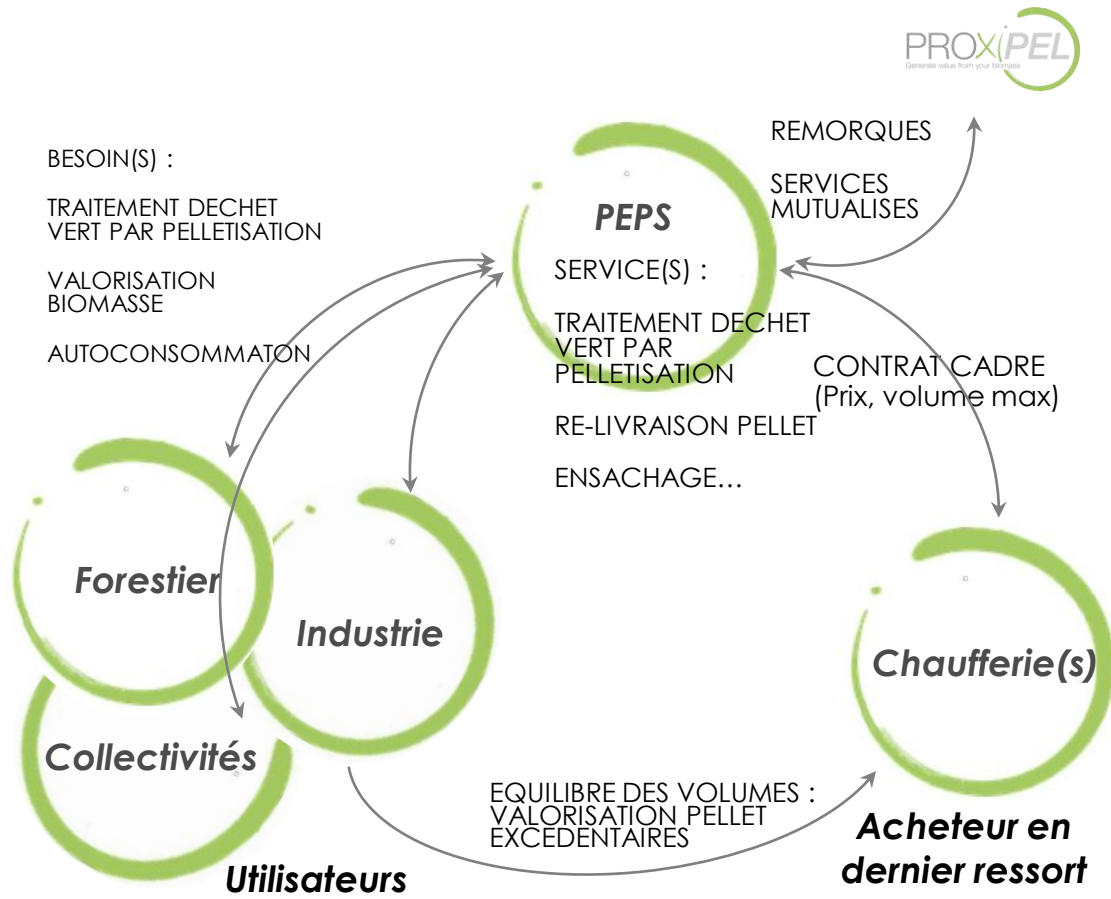 PROXiPEL
Generate value from your biomass
REMORQUES
SERVICES
MUTUALISES
BESOIN(S) :
TRAITEMENT DECHET
VERT PAR PELLETISATION
VALORISATION
BIOMASSE
AUTOCONSOMMATON
PEPS
SERVICE(S) :
TRAITEMENT DECHET
VERT PAR
PELLETISATION
RE-LIVRAISON PELLET
ENSACHAGE…
CONTRAT CADRE
(Prix, volume max)
Forestier
Industrie
Collectivités
Utilisateurs
EQUILIBRE DES VOLUMES :
VALORISATION PELLET
EXCEDENTAIRES
Chaufferie(s)
Acheteur en
dernier ressort